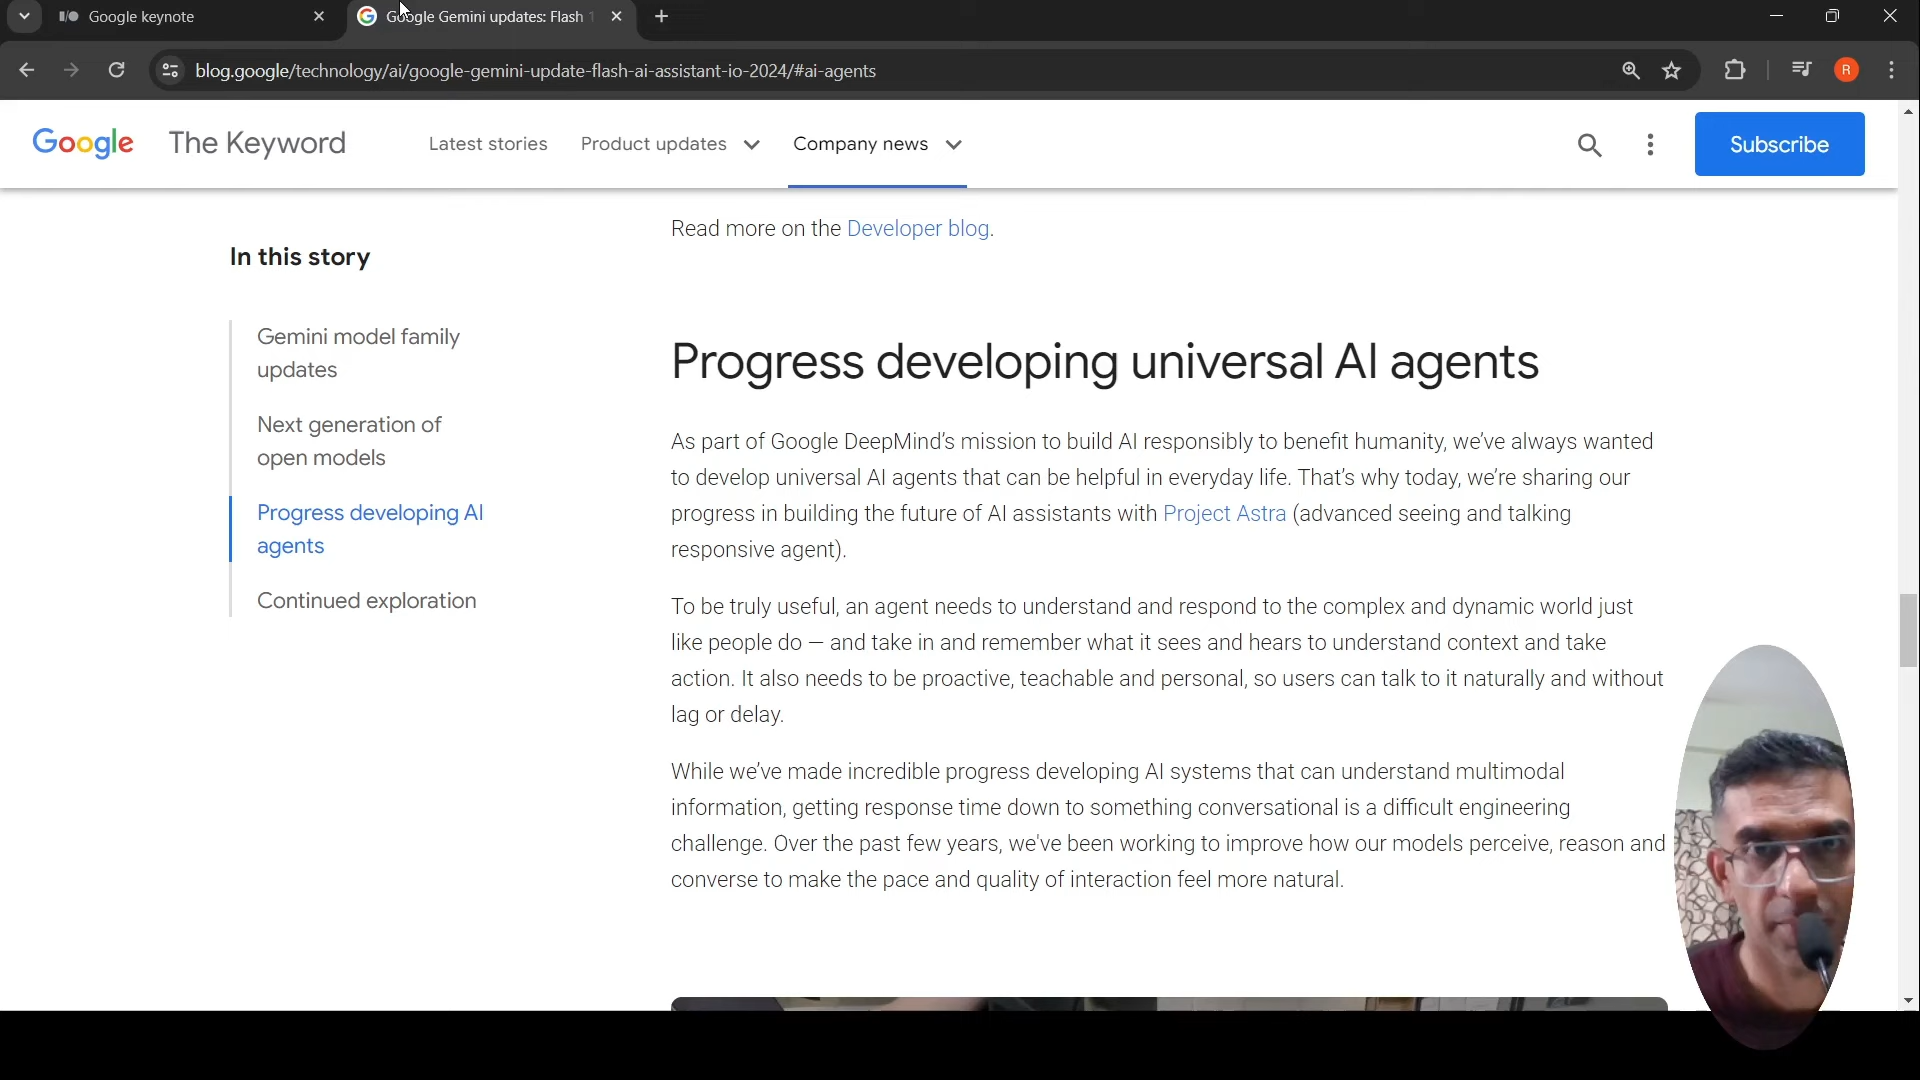 Google keynote
Google Gemini updates: Flash 1
blog.google/technology/ai/google-gemini-update-flash-ai-assistant-io-2024/#ai-agents
R
Google The Keyword
Latest stories
Product updates
Company news
Subscribe
In this story
Gemini model family
updates
Next generation of
open models
Progress developing AI
agents
Continued exploration
Read more on the Developer blog.
Progress developing universal AI agents
As part of Google DeepMind's mission to build AI responsibly to benefit humanity, we've always wanted
to develop universal AI agents that can be helpful in everyday life. That's why today, we're sharing our
progress in building the future of AI assistants with Project Astra (advanced seeing and talking
responsive agent).
To be truly useful, an agent needs to understand and respond to the complex and dynamic world just
like people do — and take in and remember what it sees and hears to understand context and take
action. It also needs to be proactive, teachable and personal, so users can talk to it naturally and without
lag or delay.
While we've made incredible progress developing AI systems that can understand multimodal
information, getting response time down to something conversational is a difficult engineering
challenge. Over the past few years, we've been working to improve how our models perceive, reason and
converse to make the pace and quality of interaction feel more natural.